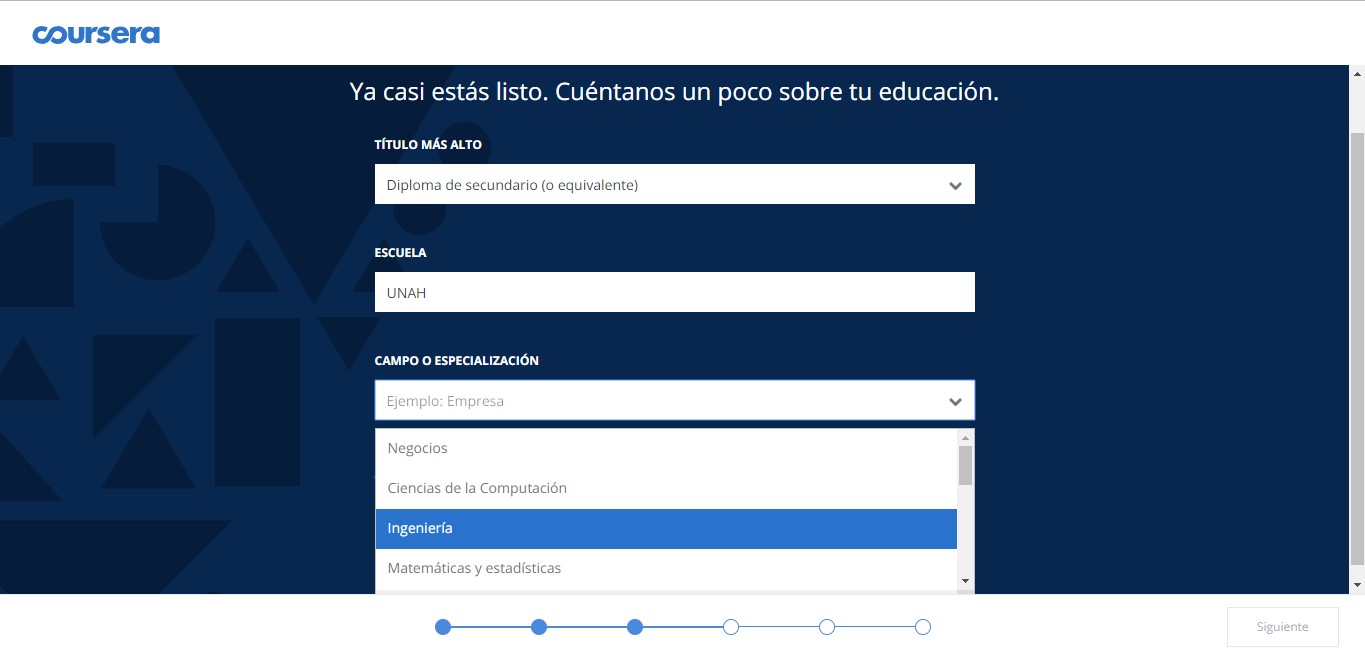 coursera
Ya casi estás listo. Cuéntanos un poco sobre tu educación.
TÍTULO MÁS ALTO
Diploma de secundario (o equivalente)
ESCUELA
UNAH
CAMPO O ESPECIALIZACIÓN
Ejemplo: Empresa
Negocios
Ciencias de la Computación
Ingeniería
Matemáticas y estadísticas
Siguiente